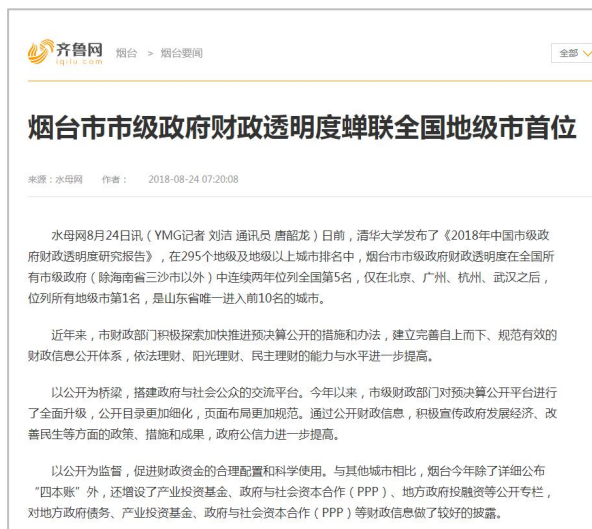 齐鲁网
iqilu.com
烟台 > 烟台要闻
全部
烟台市市级政府财政透明度蝉联全国地级市首位
来源：水母网 作者： 2018-08-24 07:20:08
水母网8月24日讯（YMG记者 刘洁 通讯员 唐韶龙）日前，清华大学发布了《2018年中国市级政
府财政透明度研究报告》，在295个地级及地级以上城市排名中，烟台市市级政府财政透明度在全国所
有市级政府（除海南省三沙市以外）中连续两年位列全国第5名，仅在北京、广州、杭州、武汉之后，
位列所有地级市第1名，是山东省唯一进入前10名的城市。
近年来，市财政部门积极探索加快推进预决算公开的措施和办法，建立完善自上而下、规范有效的
财政信息公开体系，依法理财、阳光理财、民主理财的能力与水平进一步提高。
以公开为桥梁，搭建政府与社会公众的交流平台。今年以来，市级财政部门对预决算公开平台进行
了全面升级，公开目录更加细化，页面布局更加规范。通过公开财政信息，积极宣传政府发展经济、改
善民生等方面的政策、措施和成果，政府公信力进一步提高。
以公开为监督，促进财政资金的合理配置和科学使用。与其他城市相比，烟台今年除了详细公布
“四本账”外，还增设了产业投资基金、政府与社会资本合作（PPP）、地方政府投融资等公开专栏，
对地方政府债务、产业投资基金、政府与社会资本合作（PPP）等财政信息做了较好的披露。